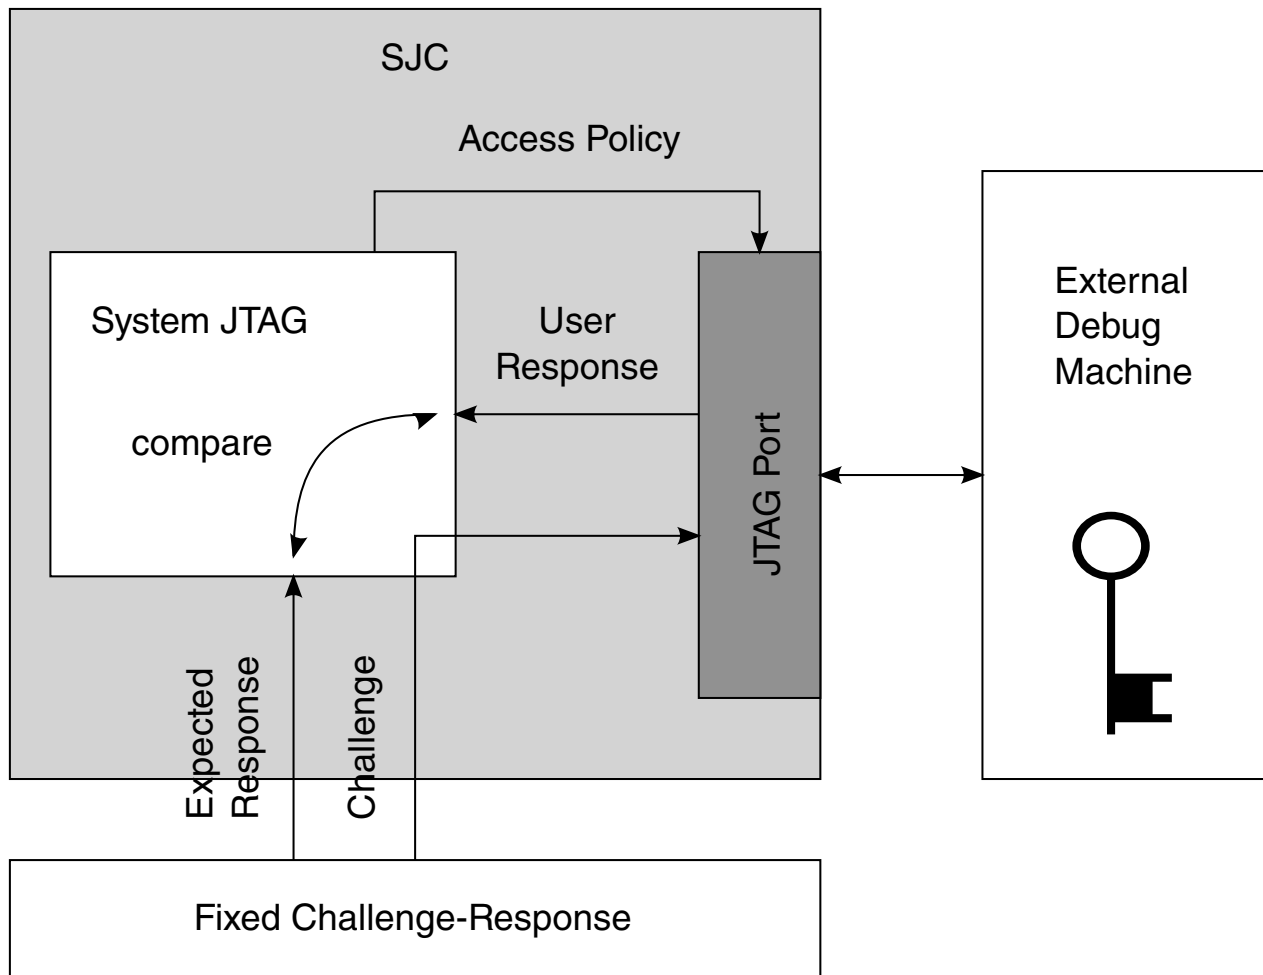 SJC
Access Policy
System JTAG
compare
User
Response
JTAG Port
External
Debug
Machine
Expected
Response
Challenge
Fixed Challenge-Response